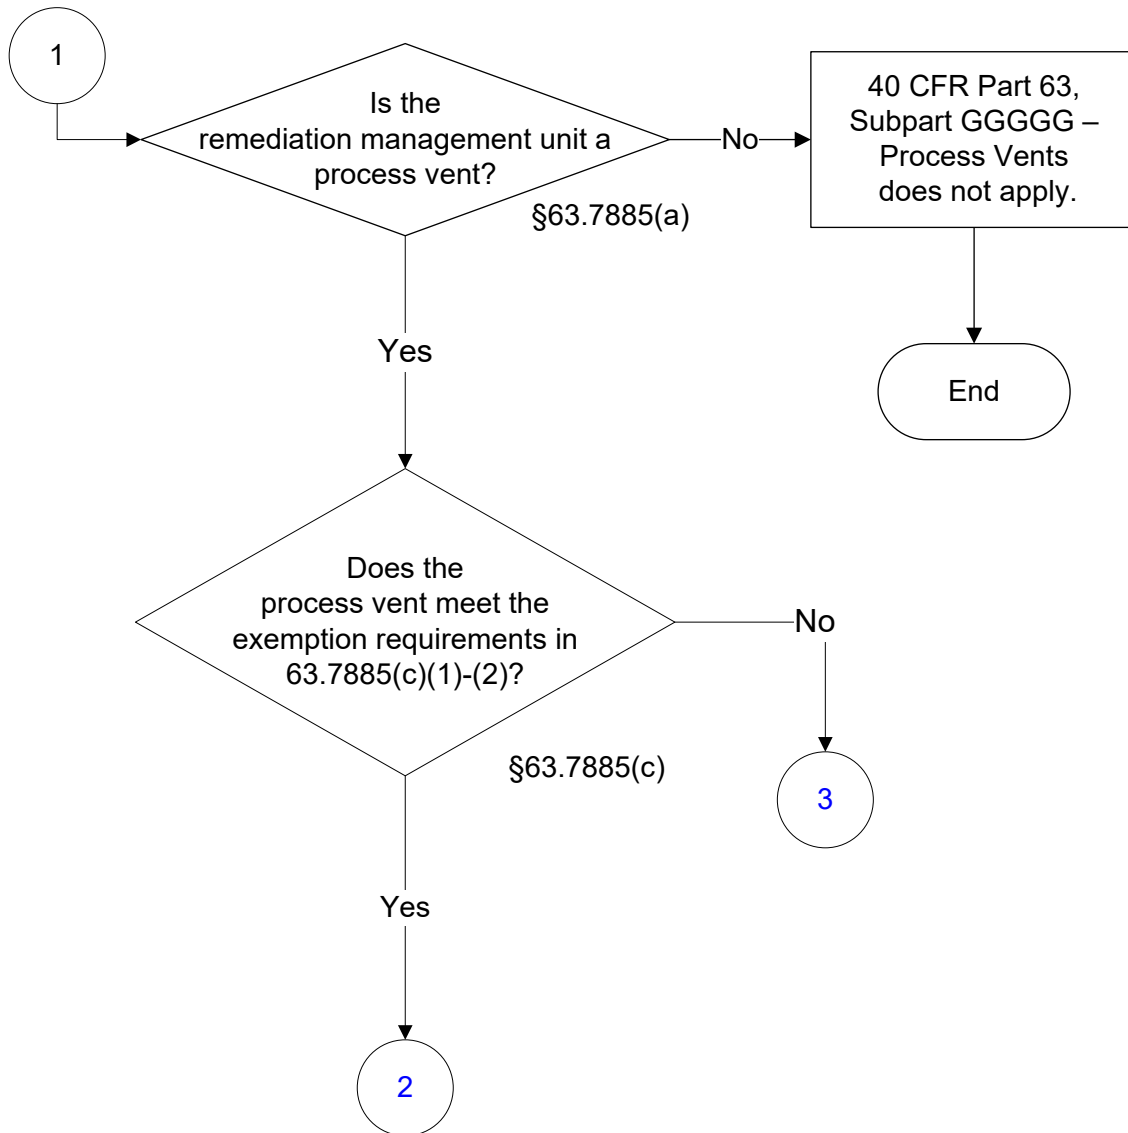 1
Is the
remediation management unit a
process vent?
§63.7885(a)
No
40 CFR Part 63,
Subpart GGGGG –
Process Vents
does not apply.
Yes
End
Does the
process vent meet the
exemption requirements in
63.7885(c)(1)-(2)?
§63.7885(c)
No
3
Yes
2